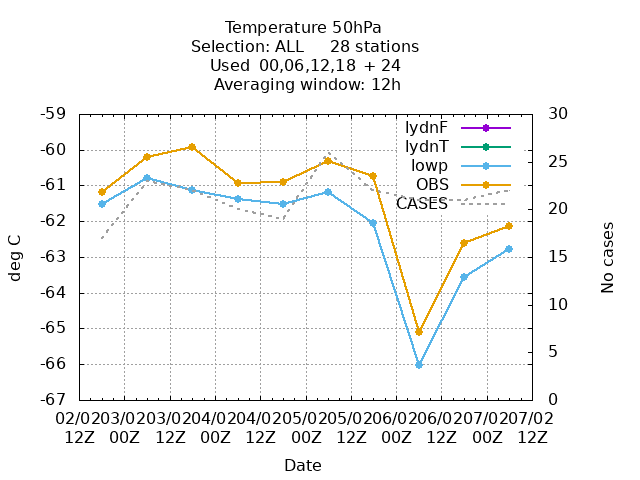 Temperature 50hPa
Selection: ALL 28 stations
Used 00,06,12,18 + 24
Averaging window: 12h
-59
-60
-61
-62
-63
-64
-65
-66
-67
30
25
20
15
10
5
0
lydnF
lydnT
lowp
OBS
CASES
deg C
No cases
02/02 03/02 03/02 04/02 04/02 05/02 05/02 06/02 06/02 07/02 07/02
12Z 00Z 12Z 00Z 12Z 00Z 12Z 00Z 12Z 00Z 12Z
Date